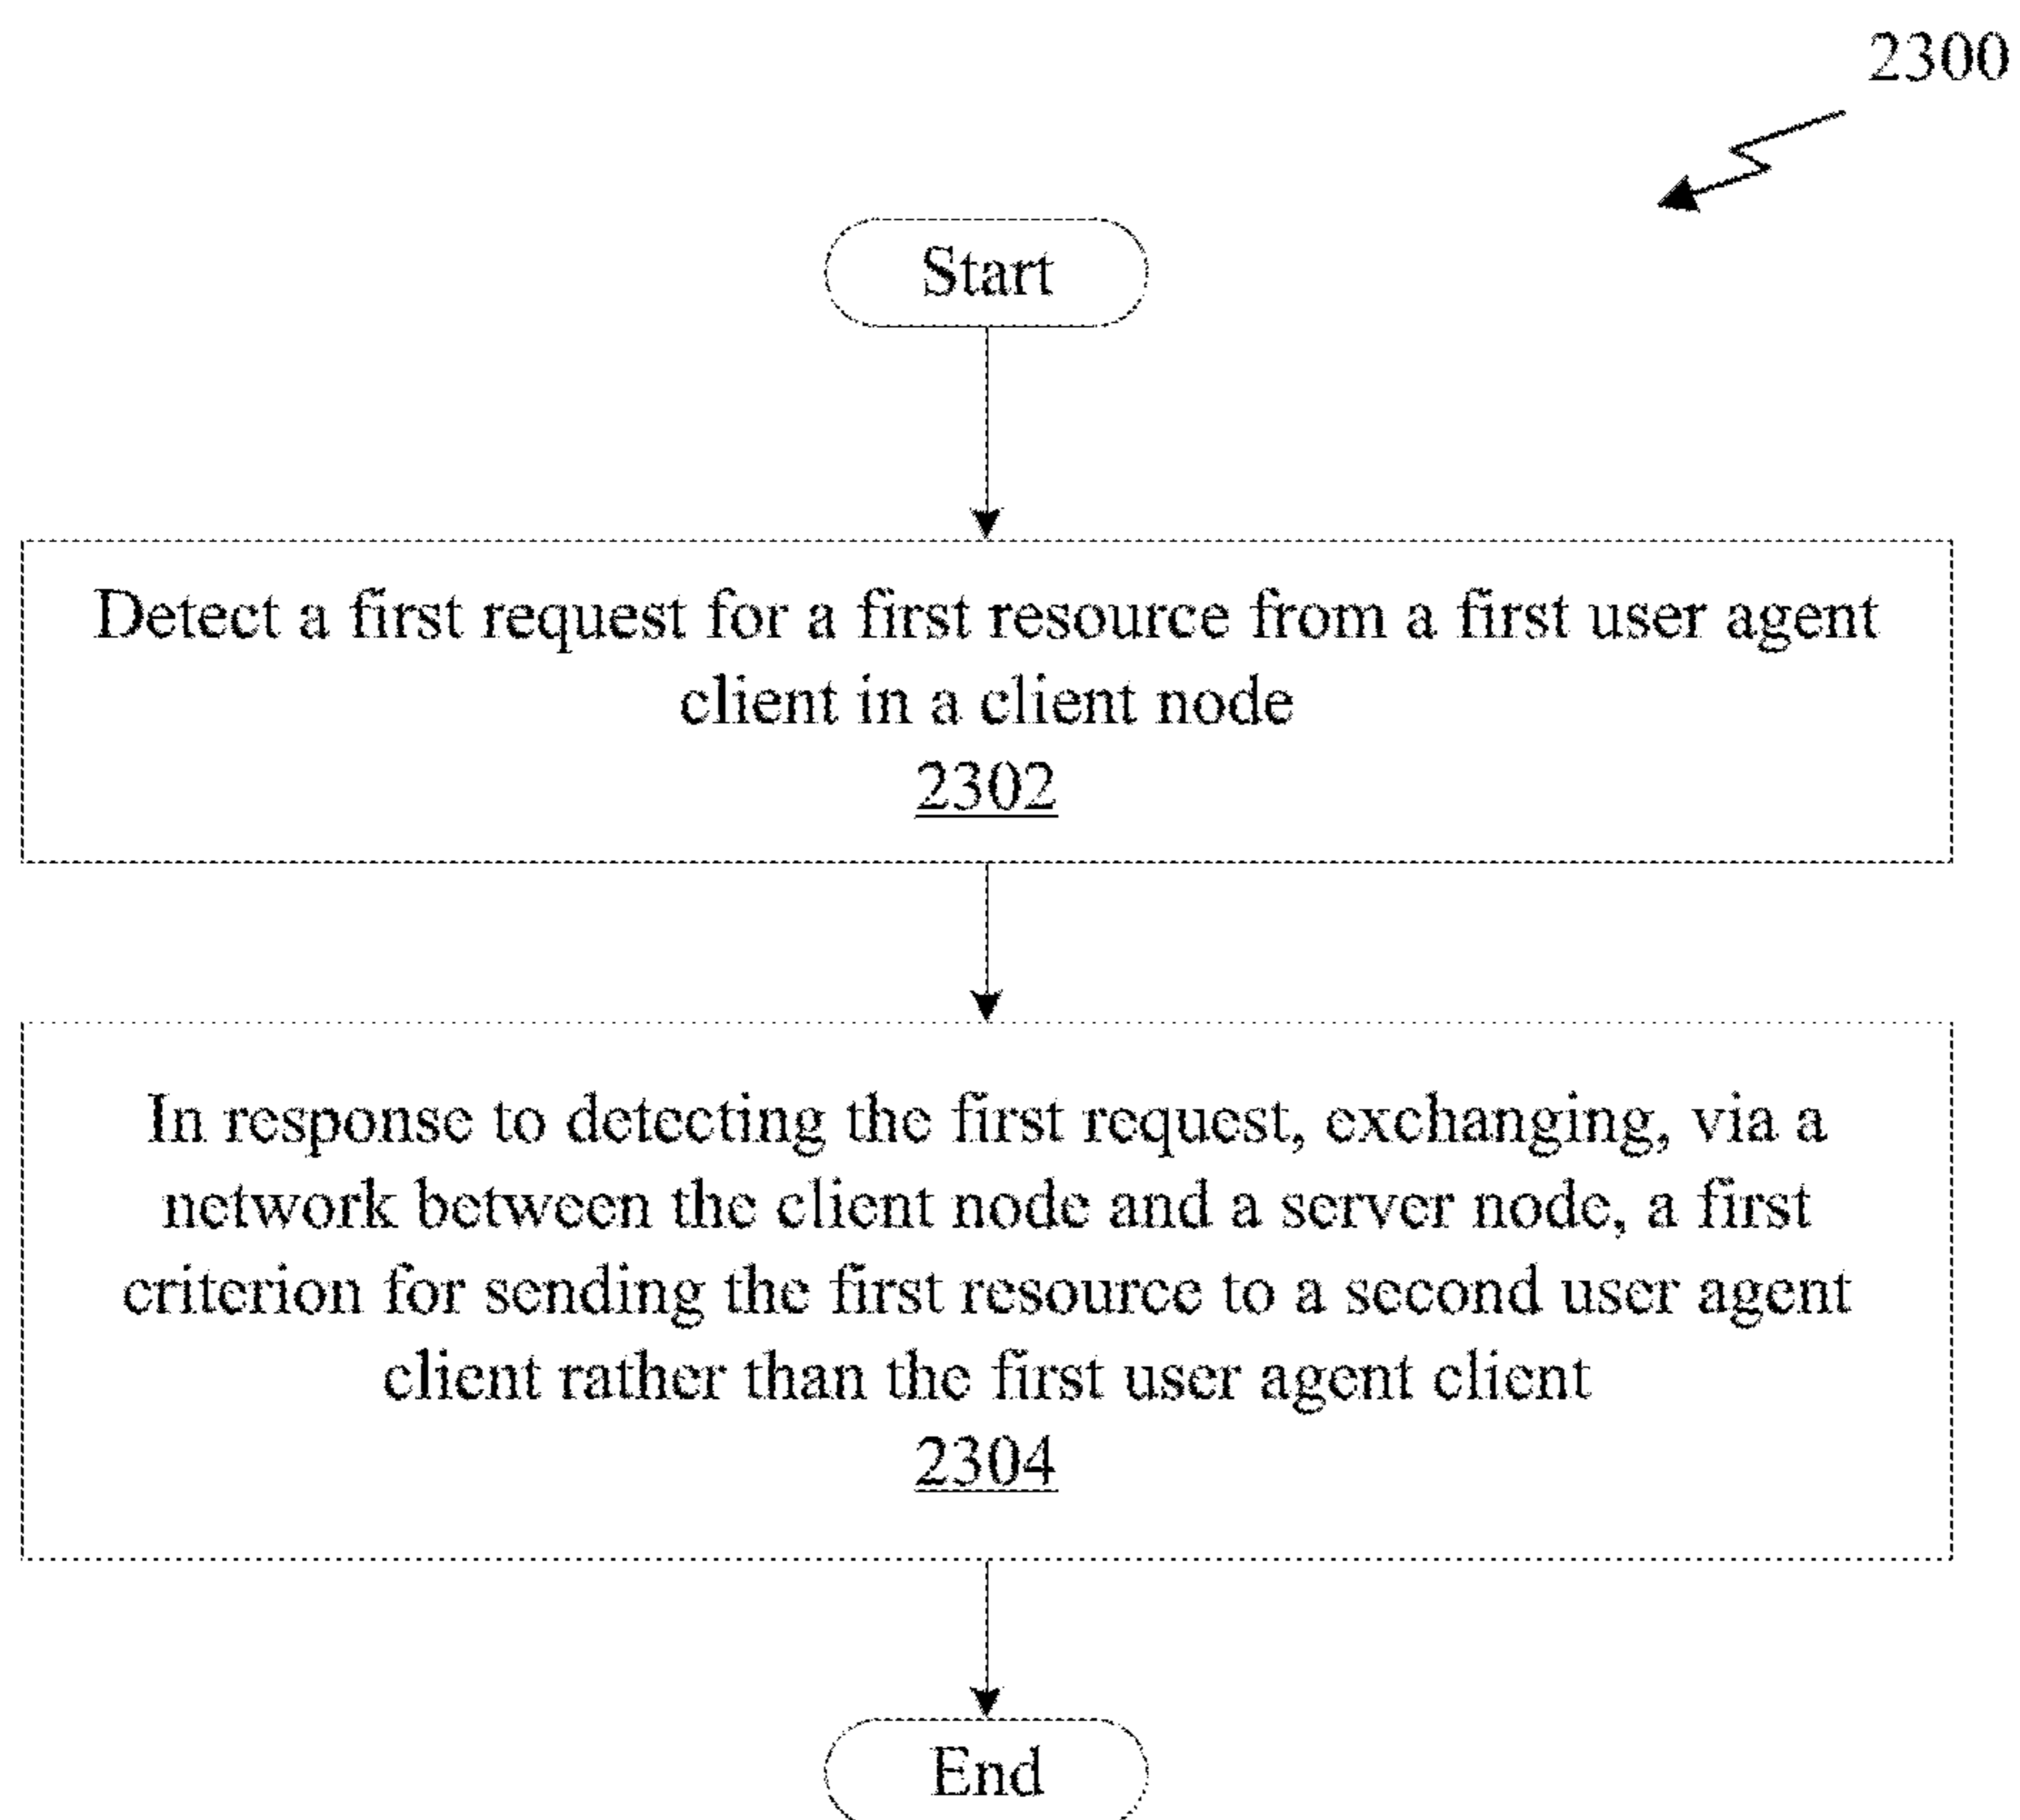 2300
Start
Detect a first request for a first resource from a first user agent
client in a client node
2302
In response to detecting the first request, exchanging, via a
network between the client node and a server node, a first
criterion for sending the first resource to a second user agent
client rather than the first user agent client
2304
End